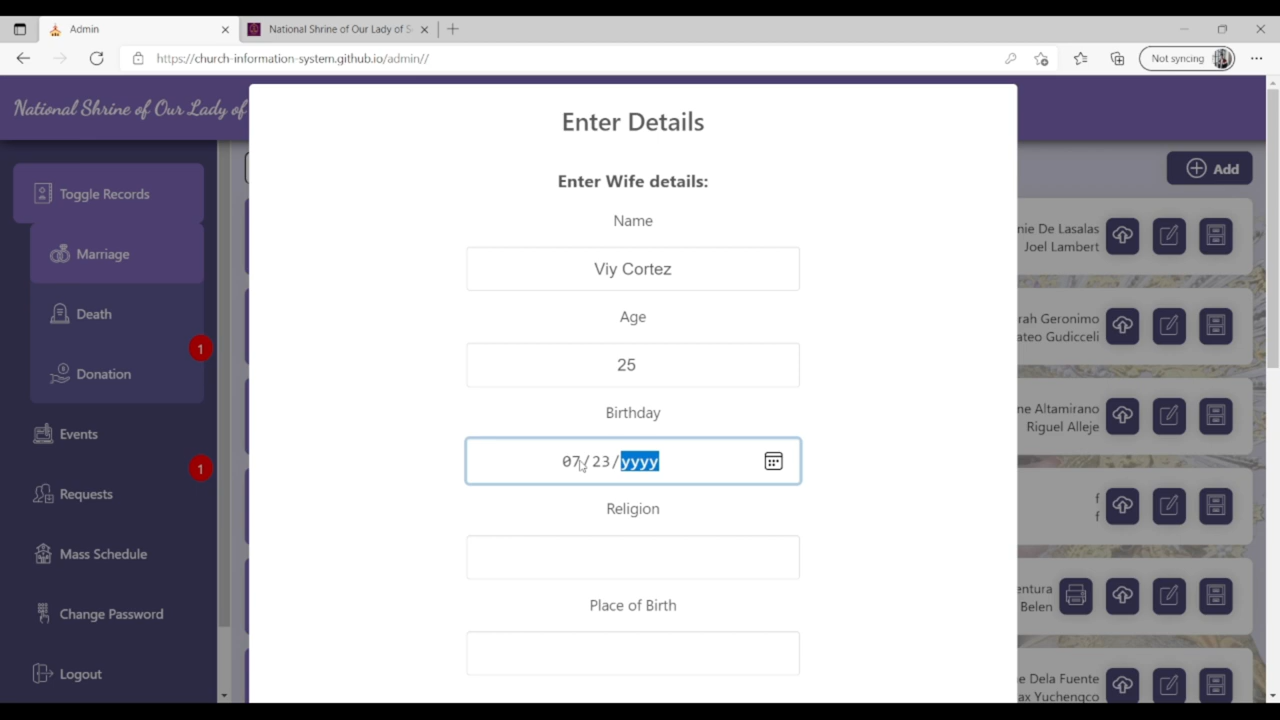 Admin
National Shrine of Our Lady of S
https://church-information-system.github.io/admin//
Not syncing
National Shrine of Our Lady of
Enter Details
Enter Wife details:
Name
Viy Cortez
Age
25
Birthday
07/23/yyyy
Religion
Place of Birth
Toggle Records
Marriage
Death
1
Donation
Events
1
Requests
Mass Schedule
Change Password
Logout
Add
nie De Lasalas
Joel Lambert
rah Geronimo
ateo Gudicceli
ne Altamirano
Riguel Alleje
f
f
entura
Belen
e Dela Fuente
ax Yuchengco